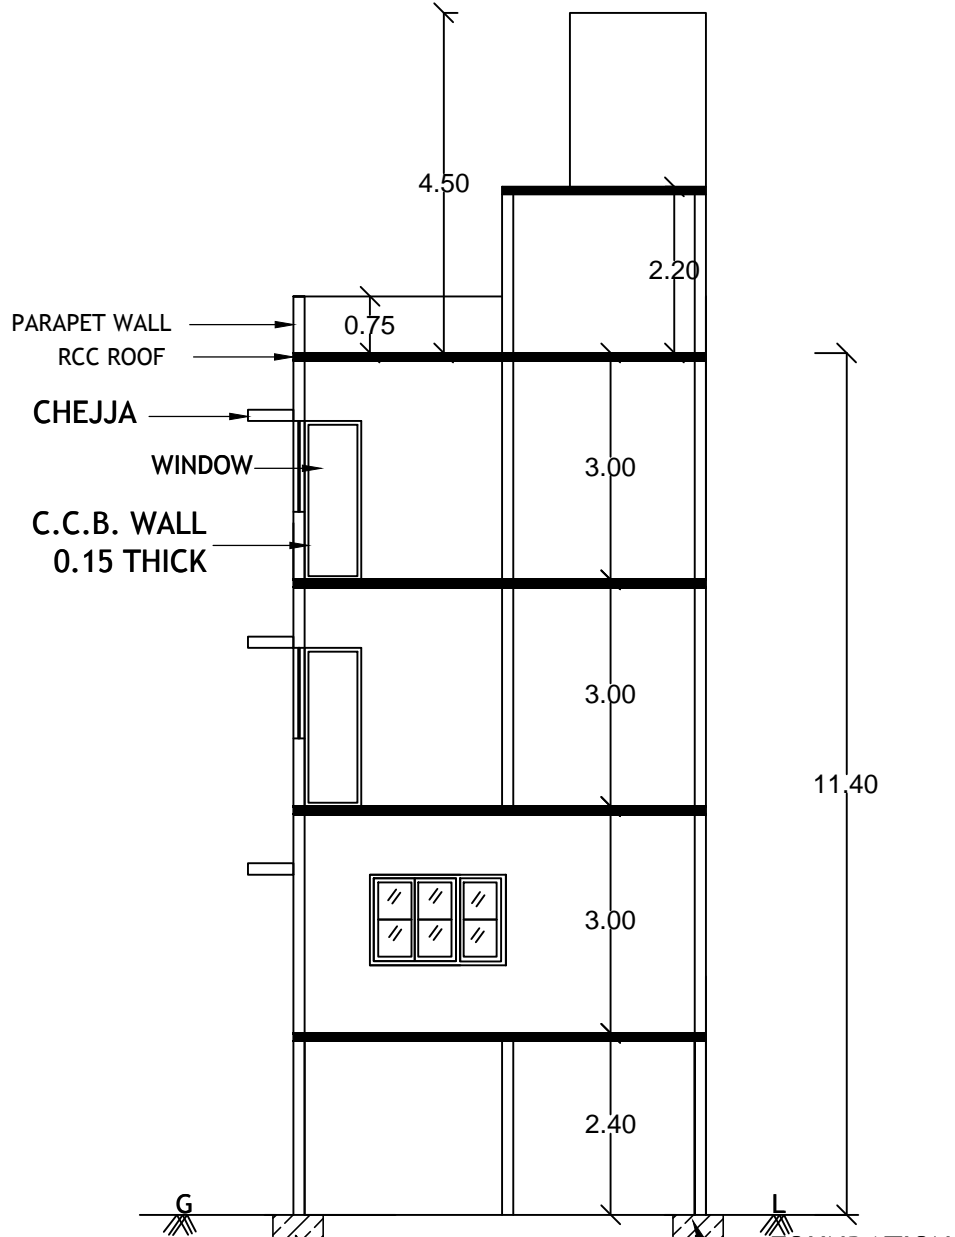 4.50
2.20
PARAPET WALL
0.75
RCC ROOF
CHEJJA
WINDOW
3.00
C.C.B. WALL
0.15 THICK
3.00
11.40
3.00
2.40
G
L